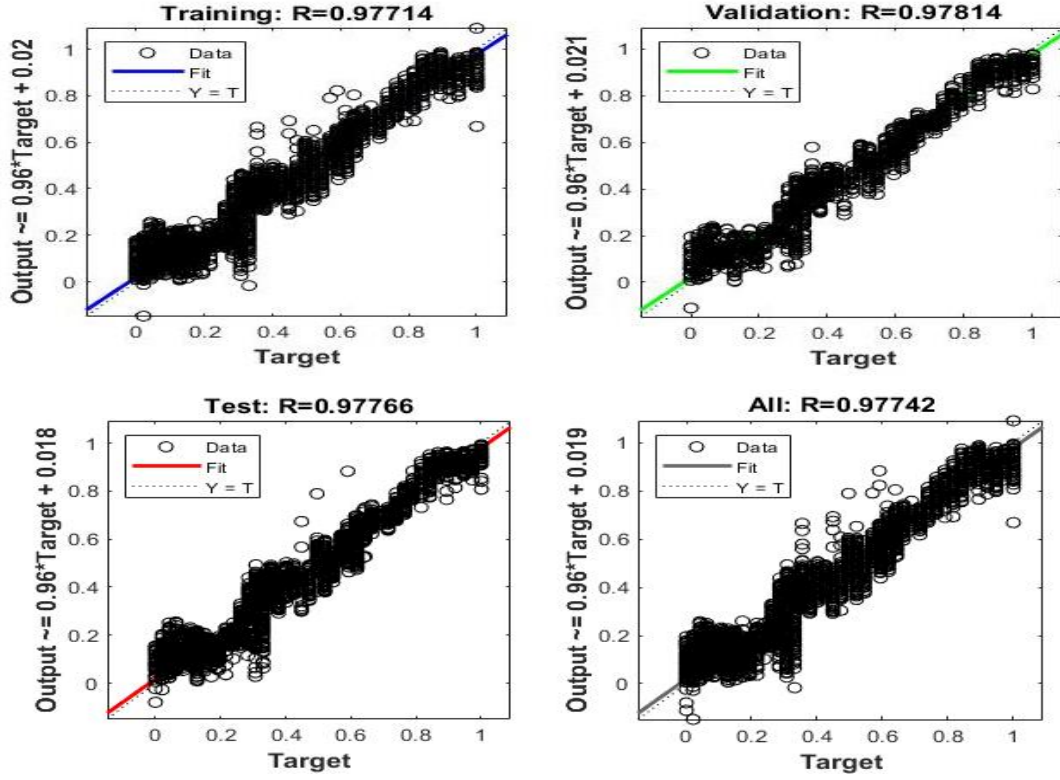 Training: R=0.97714
Output ~= 0.96*Target + 0.02
1
0.8
0.6
0.4
0.2
0
Data
Fit
Y = T
0 0.2 0.4 0.6 0.8 1
Target
Validation: R=0.97814
Output ~= 0.96*Target + 0.021
1
0.8
0.6
0.4
0.2
0
Data
Fit
Y = T
0 0.2 0.4 0.6 0.8 1
Target
Test: R=0.97766
Output ~= 0.96*Target + 0.018
1
0.8
0.6
0.4
0.2
0
Data
Fit
Y = T
0 0.2 0.4 0.6 0.8 1
Target
All: R=0.97742
Output ~= 0.96*Target + 0.019
1
0.8
0.6
0.4
0.2
0
Data
Fit
Y = T
0 0.2 0.4 0.6 0.8 1
Target